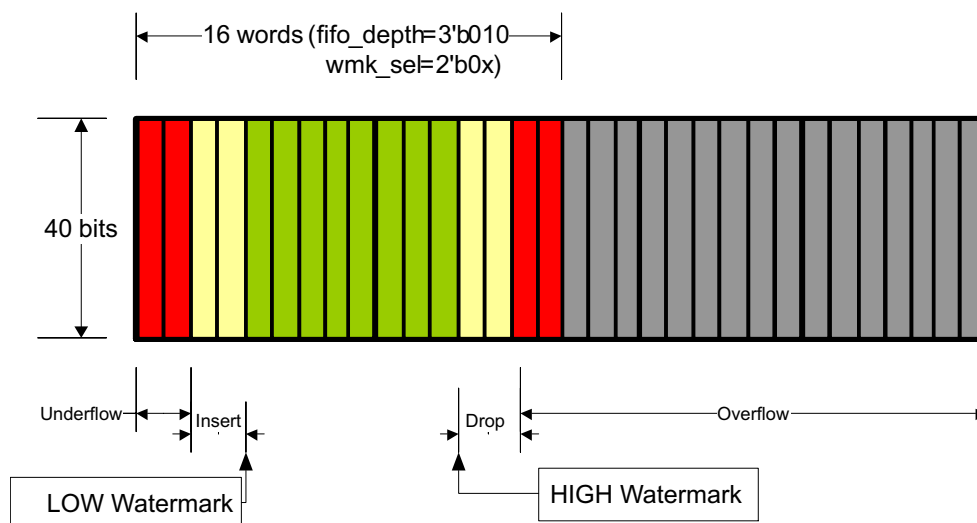 16 words (fifo_depth=3'b010
wmk_sel=2'b0x)
40 bits
Underflow
Insert
Drop
Overflow
LOW Watermark
HIGH Watermark